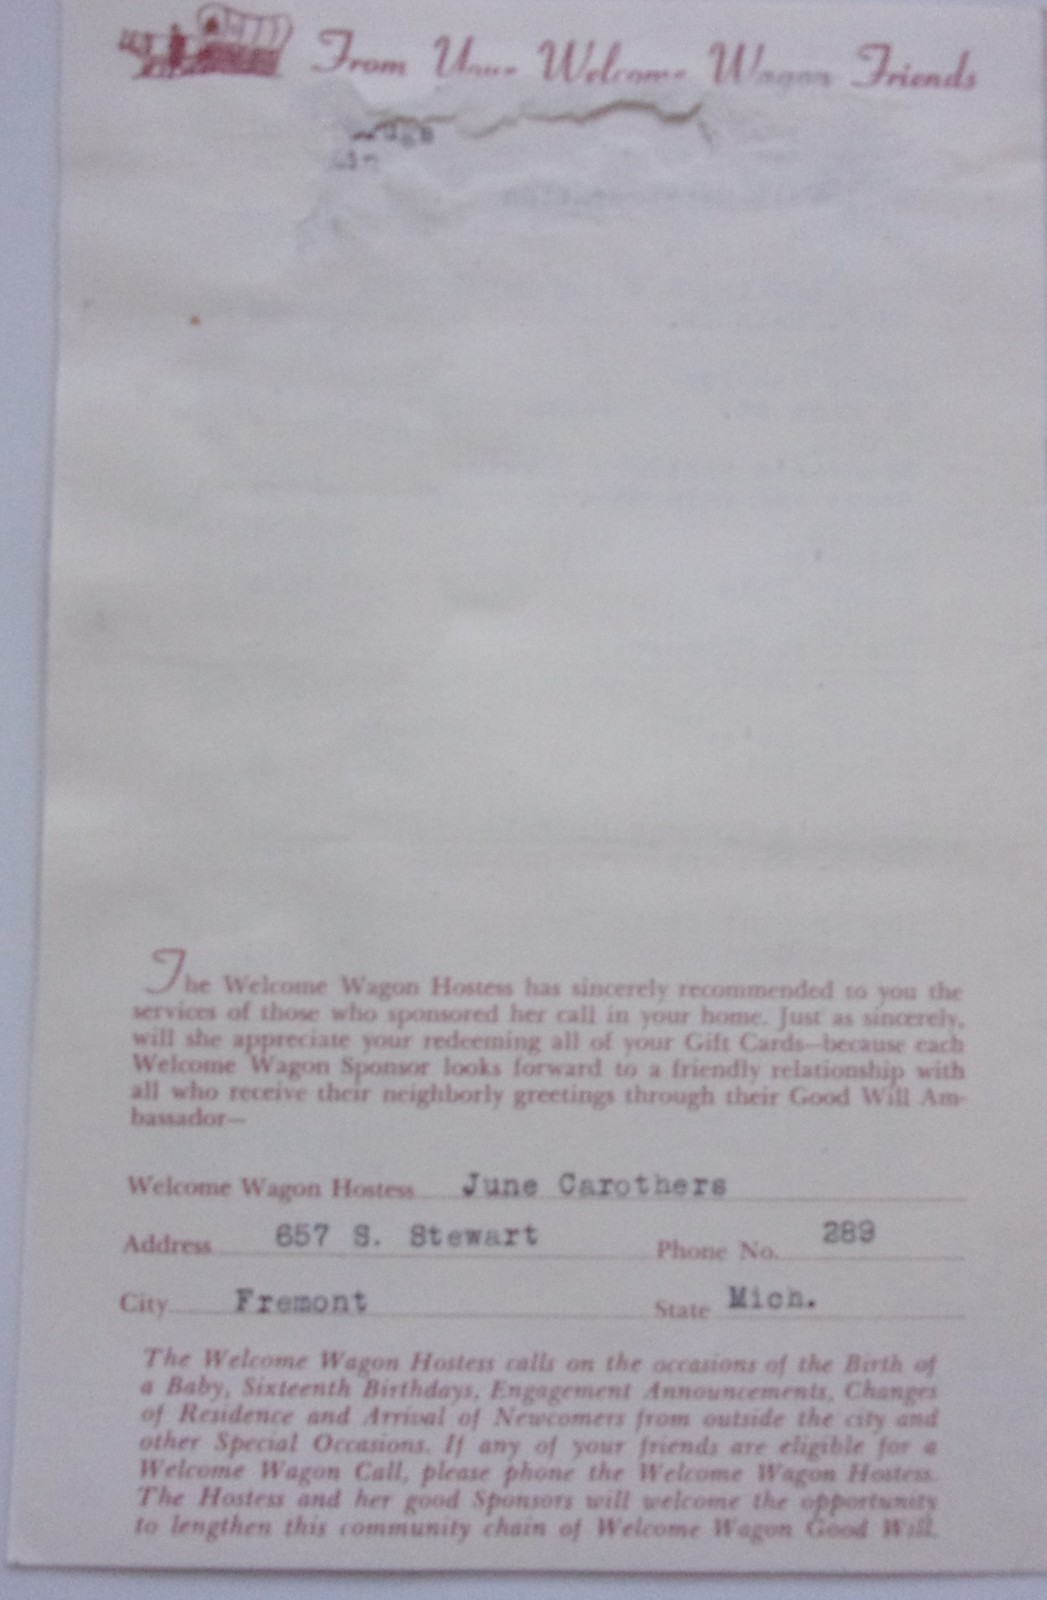 From Your Welcome Wagon Friends
The Welcome Wagon Hostess has sincerely recommended to you the
services of those who sponsored her call in your home. Just as sincerely,
will she appreciate your redeeming all of your Gift Cards—because each
Welcome Wagon Sponsor looks forward to a friendly relationship with
all who receive their neighborly greetings through their Good Will Am-
bassador—
Welcome Wagon Hostess June Carothers
Address 657 S. Stewart Phone No. 289
City Fremont State Mich.
The Welcome Wagon Hostess calls on the occasions of the Birth of
a Baby, Sixteenth Birthdays, Engagement Announcements, Changes
of Residence and Arrival of Newcomers from outside the city and
other Special Occasions. If any of your friends are eligible for a
Welcome Wagon Call, please phone the Welcome Wagon Hostess.
The Hostess and her good Sponsors will welcome the opportunity
to lengthen this community chain of Welcome Wagon Good Will.